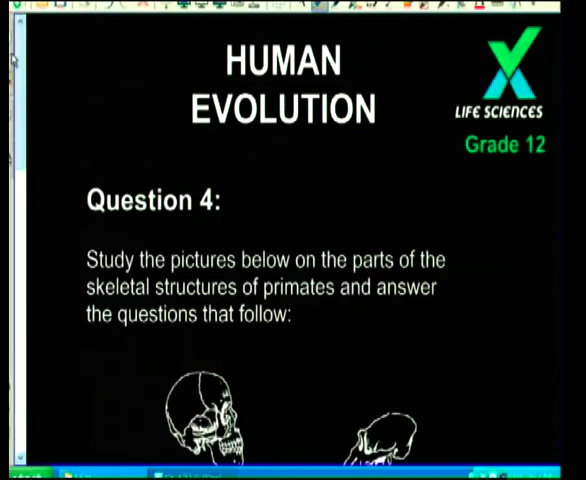 HUMAN
EVOLUTION
LIFE SCIENCES
Grade 12
Question 4:
Study the pictures below on the parts of the
skeletal structures of primates and answer
the questions that follow: